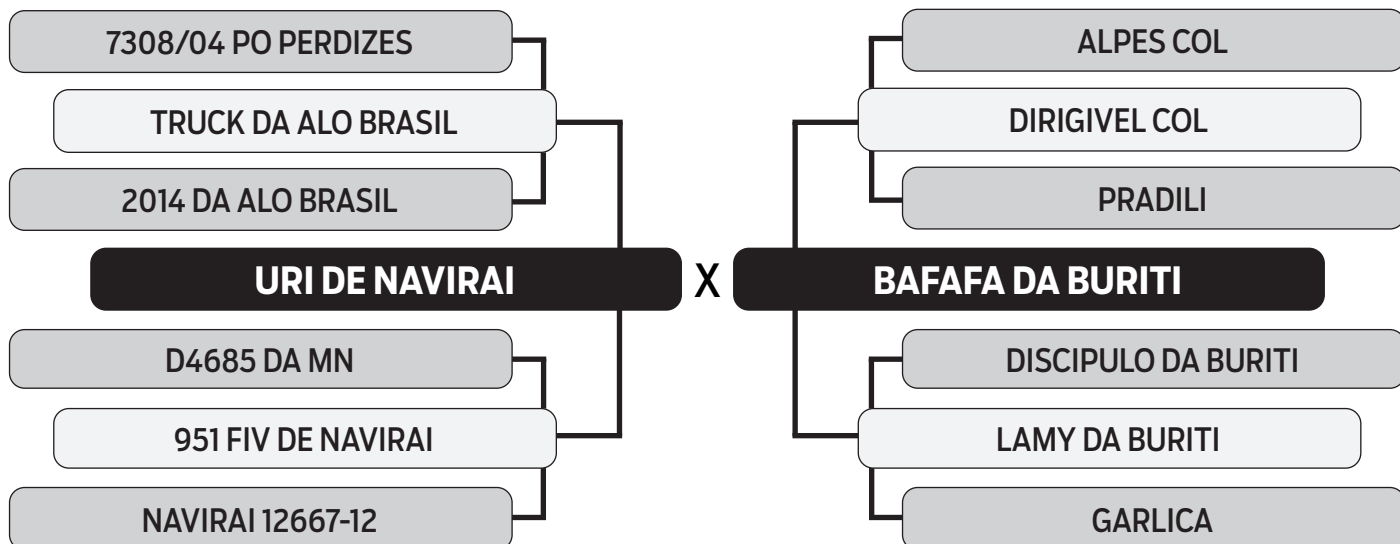 7308/04 PO PERDIZES
TRUCK DA ALO BRASIL
2014 DA ALO BRASIL
URI DE NAVIRAI
D4685 DA MN
951 FIV DE NAVIRAI
NAVIRAI 12667-12
X
ALPES COL
DIRIGIVEL COL
PRADILI
BAFAFA DA BURITI
DISCIPULO DA BURITI
LAMY DA BURITI
GARLICA